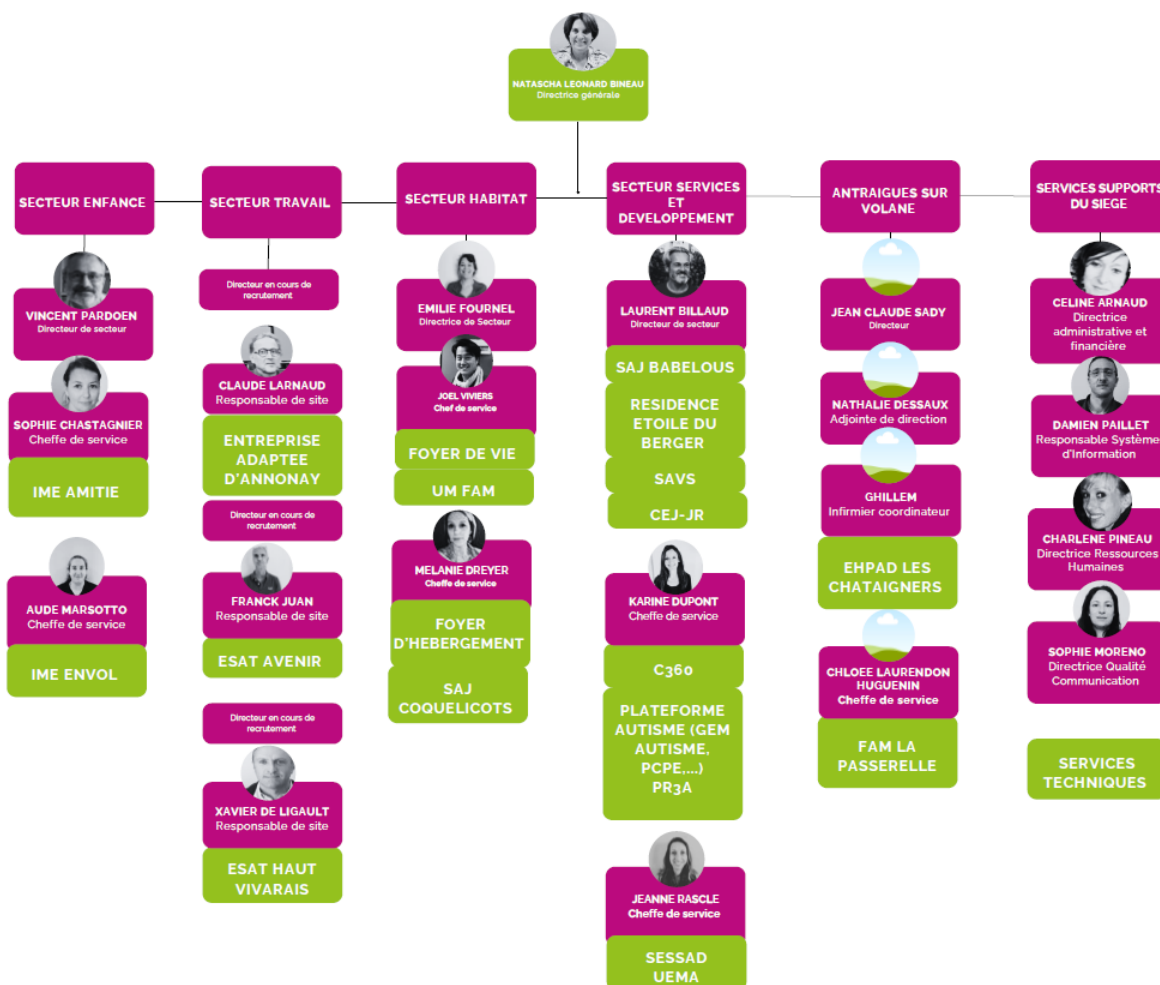 NATASCHA LEONARD BINEAU
Directrice générale
SECTEUR ENFANCE
VINCENT PARDOEN
Directeur de secteur
SOPHIE CHASTAGNIER
Cheffe de service
IME AMITIE
AUDE MARSOTTO
Cheffe de service
IME ENVOL
SECTEUR TRAVAIL
Directeur en cours de
recrutement
CLAUDE LARNAUD
Responsable de site
ENTREPRISE
ADAPTEE
D'ANNONAY
Directeur en cours de
recrutement
FRANCK JUAN
Responsable de site
ESAT AVENIR
Directeur en cours de
recrutement
XAVIER DE LIGAULT
Responsable de site
ESAT HAUT
VIVARAIS
SECTEUR HABITAT
EMILIE FOURNEL
Directrice de Secteur
JOEL VIVIERS
Chef de service
FOYER DE VIE
UM FAM
MELANIE DREYER
Cheffe de service
FOYER
D'HEBERGEMENT
SAJ
COQUELICOTS
SECTEUR SERVICES
ET
DEVELOPPEMENT
LAURENT BILLAUD
Directeur de secteur
SAJ BABELOUS
RESIDENCE
ETOILE DU
BERGER
SAVS
CEJ-JR
KARINE DUPONT
Cheffe de service
C360
PLATEFORME
AUTISME (GEM
AUTISME,
PCPE,...)
PR3A
JEANNE RASCLE
Cheffe de service
SESSAD
UEMA
ANTRAIGUES SUR
VOLANE
JEAN CLAUDE SADY
Directeur
NATHALIE DESSAUX
Adjointe de direction
GHILLEM
Infirmier coordinateur
EHPAD LES
CHATAIGNERS
CHLOEE LAURENDON
HUGUENIN
Cheffe de service
FAM LA
PASSERELLE
SERVICES SUPPORTS
DU SIEGE
CELINE ARNAUD
Directrice
administrative et
financière
DAMIEN PAILLET
Responsable Système
d'Information
CHARLENE PINEAU
Directrice Ressources
Humaines
SOPHIE MORENO
Directrice Qualité
Communication
SERVICES
TECHNIQUES